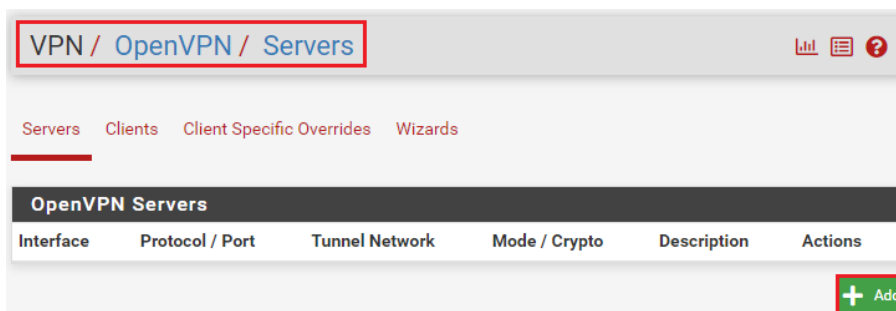 VPN / OpenVPN / Servers
Servers Clients Client Specific Overrides Wizards
OpenVPN Servers
Interface Protocol / Port Tunnel Network Mode / Crypto Description Actions
Add